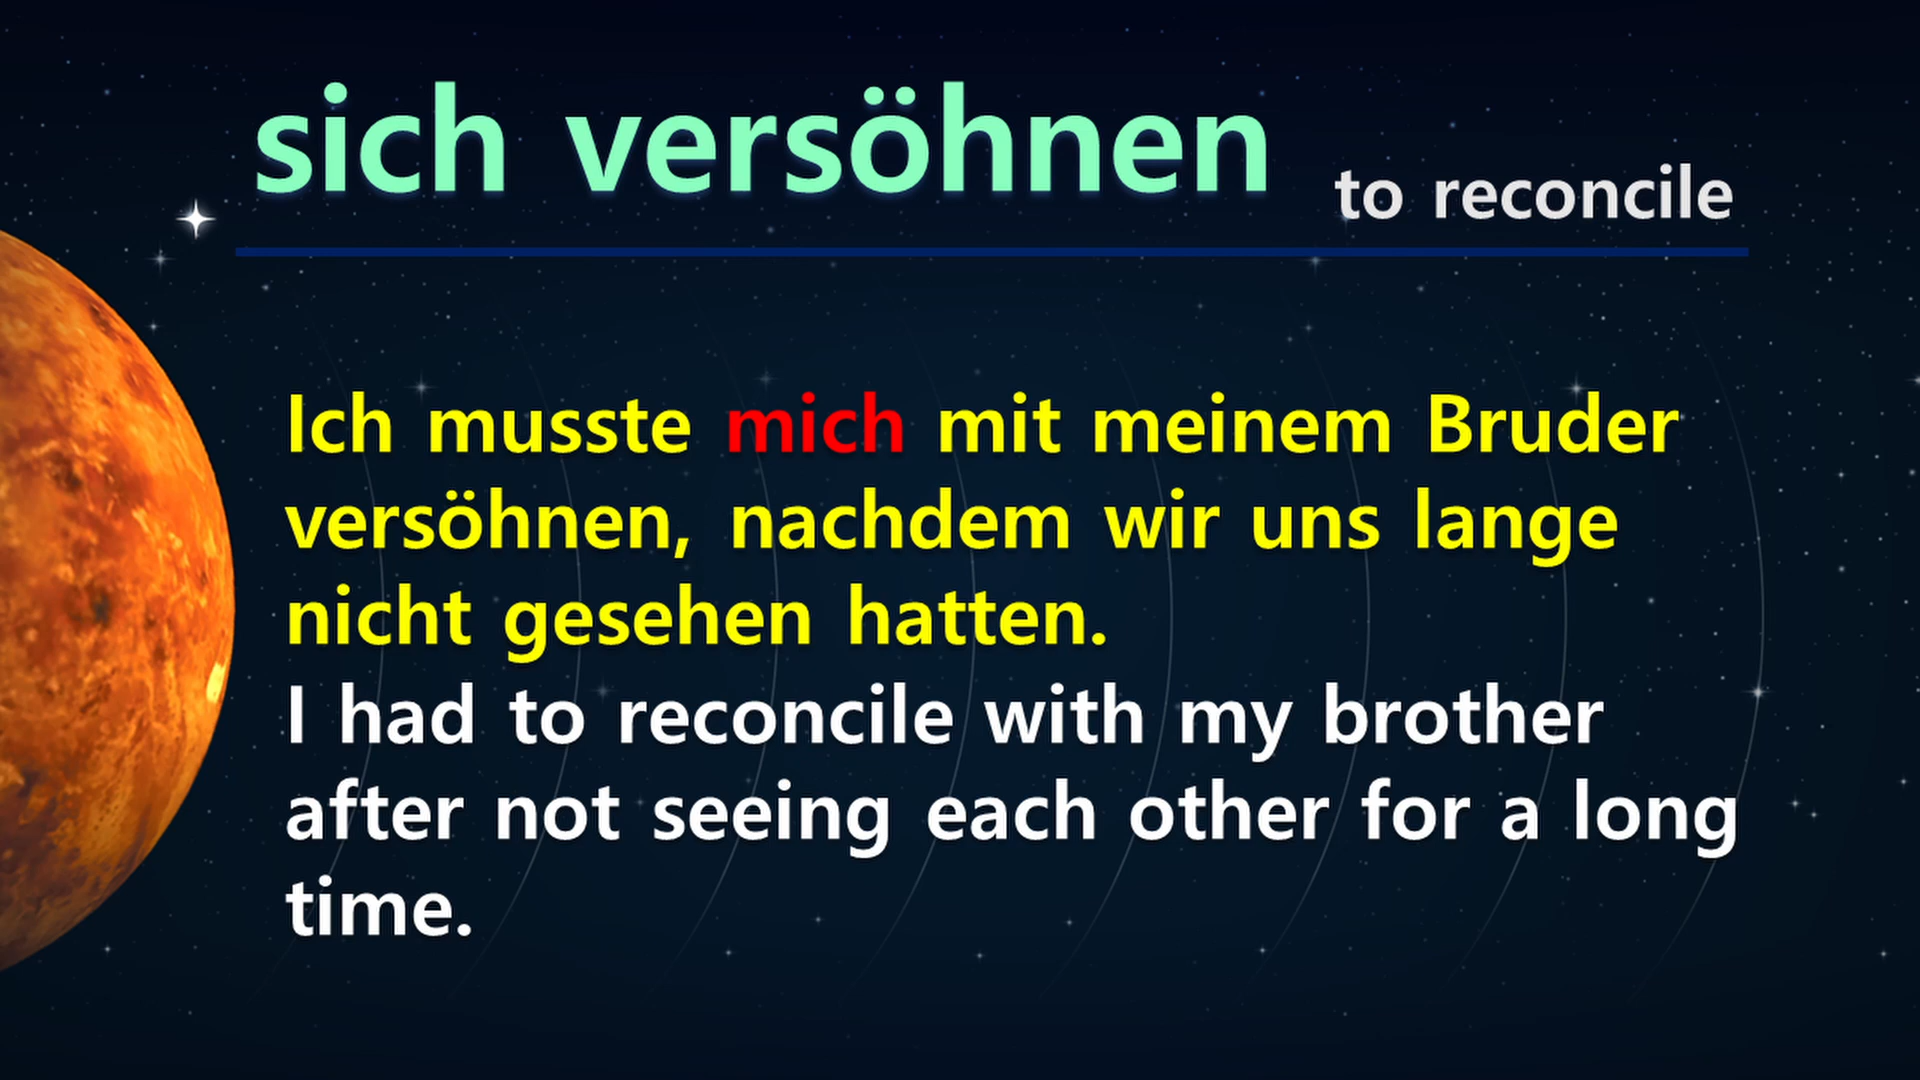 sich versöhnen to reconcile
Ich musste mich mit meinem Bruder
versöhnen, nachdem wir uns lange
nicht gesehen hatten.
I had to reconcile with my brother
after not seeing each other for a long
time.